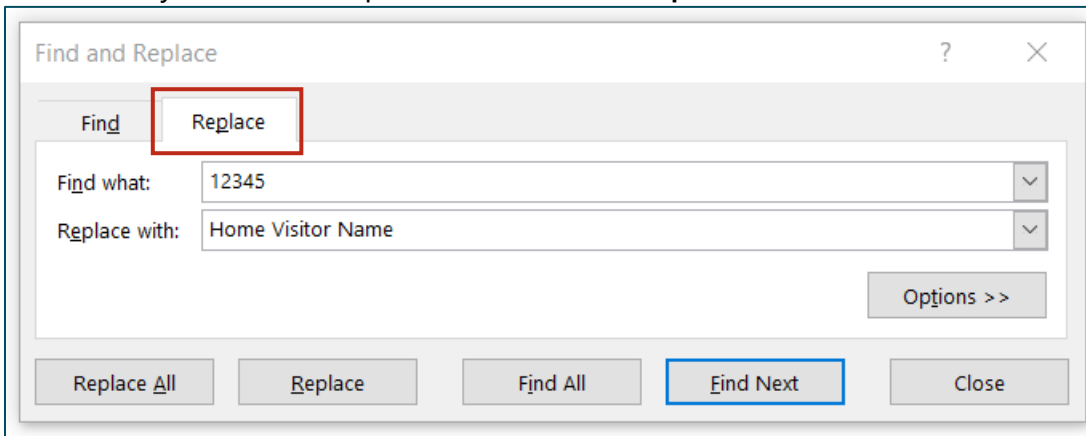 Find and Replace ?
Find Replace
Find what: 12345
Replace with: Home Visitor Name
Options >>
Replace All Replace Find All Find Next Close